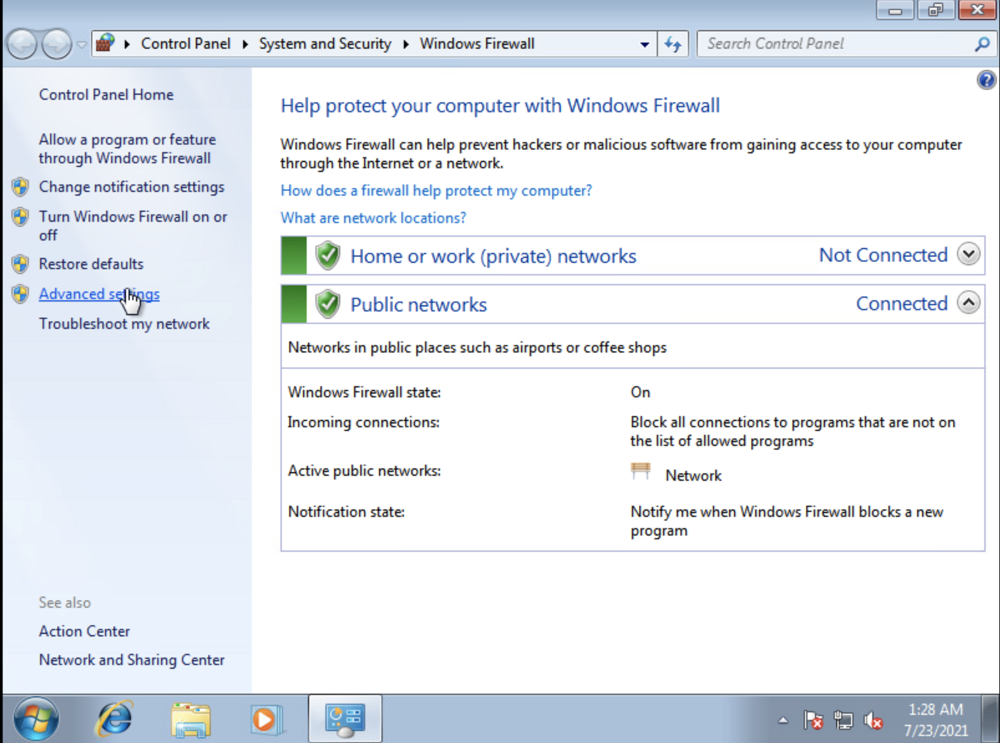 Control Panel
System and Security
Windows Firewall
Search Control Panel
Control Panel Home
Allow a program or feature
through Windows Firewall
Change notification settings
Turn Windows Firewall on or
off
Restore defaults
Advanced settings
Troubleshoot my network
See also
Action Center
Network and Sharing Center
Help protect your computer with Windows Firewall
Windows Firewall can help prevent hackers or malicious software from gaining access to your computer
through the Internet or a network.
How does a firewall help protect my computer?
What are network locations?
Home or work (private) networks
Not Connected
Public networks
Connected
Networks in public places such as airports or coffee shops
Windows Firewall state:
On
Incoming connections:
Block all connections to programs that are not on
the list of allowed programs
Active public networks:
Network
Notification state:
Notify me when Windows Firewall blocks a new
program
1:28 AM
7/23/2021